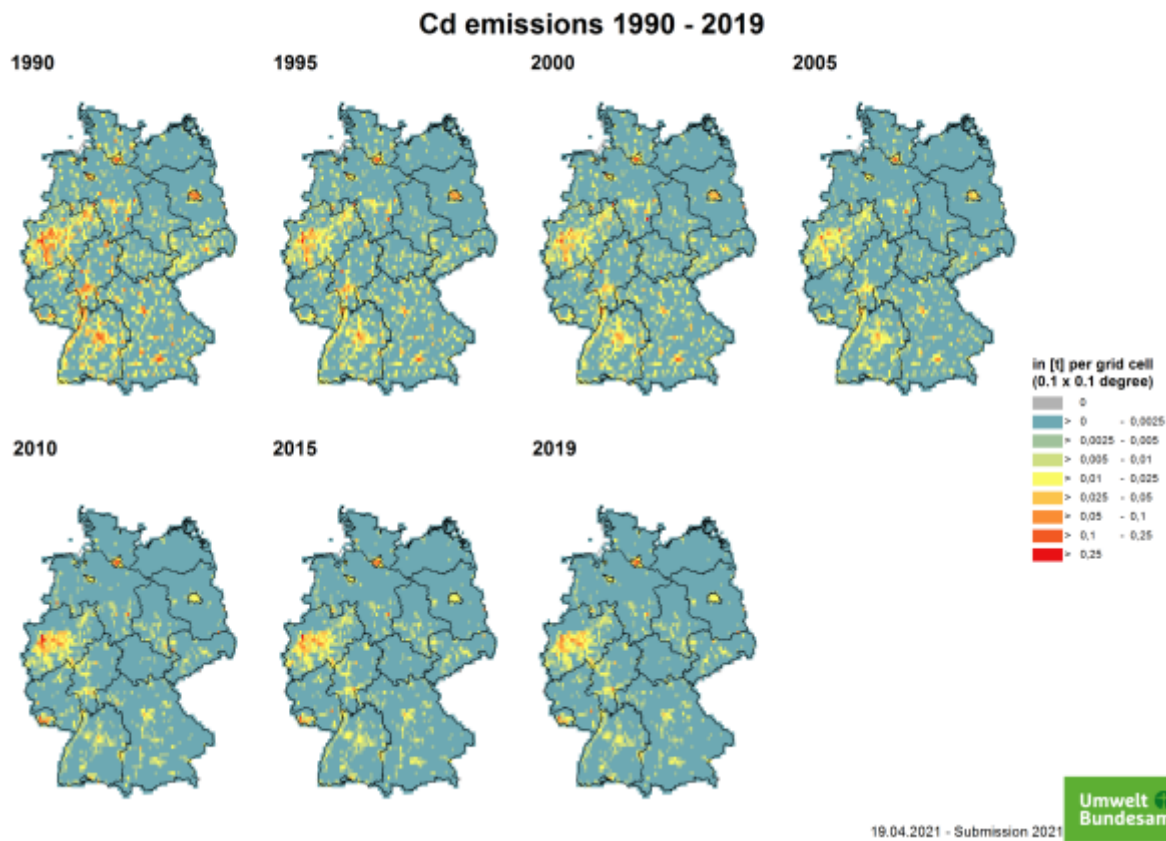 Cd emissions 1990 - 2019
1990
1995
2000
2005
2010
2015
2019
in [t] per grid cell
(0.1 x 0.1 degree)
0
> 0 - 0,0025
> 0,0025 - 0,005
> 0,005 - 0,01
> 0,01 - 0,025
> 0,025 - 0,05
> 0,05 - 0,1
> 0,1 - 0,25
> 0,25
19.04.2021 - Submission 2021
Umwelt
Bundesam